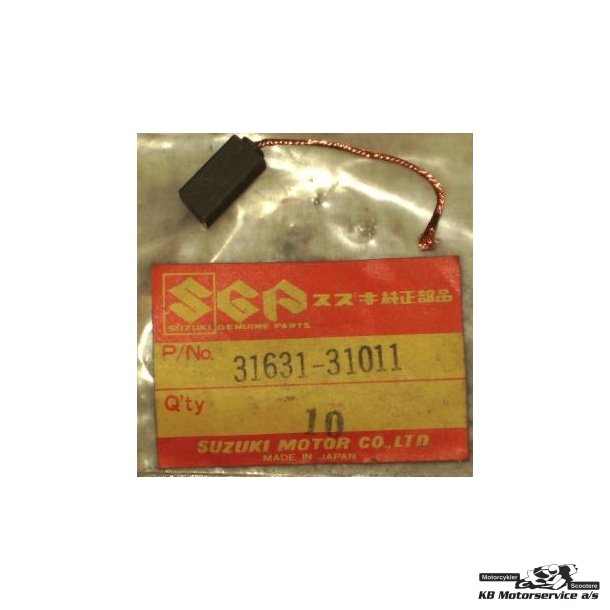 SGP スズキ純正部品
SUZUKI GENUINE PARTS
P/No. 31631-31011
Q'ty 10
SUZUKI MOTOR CO.,LTD.
MADE IN JAPAN
Motorcykler Scootere
KB Motorservice a/s